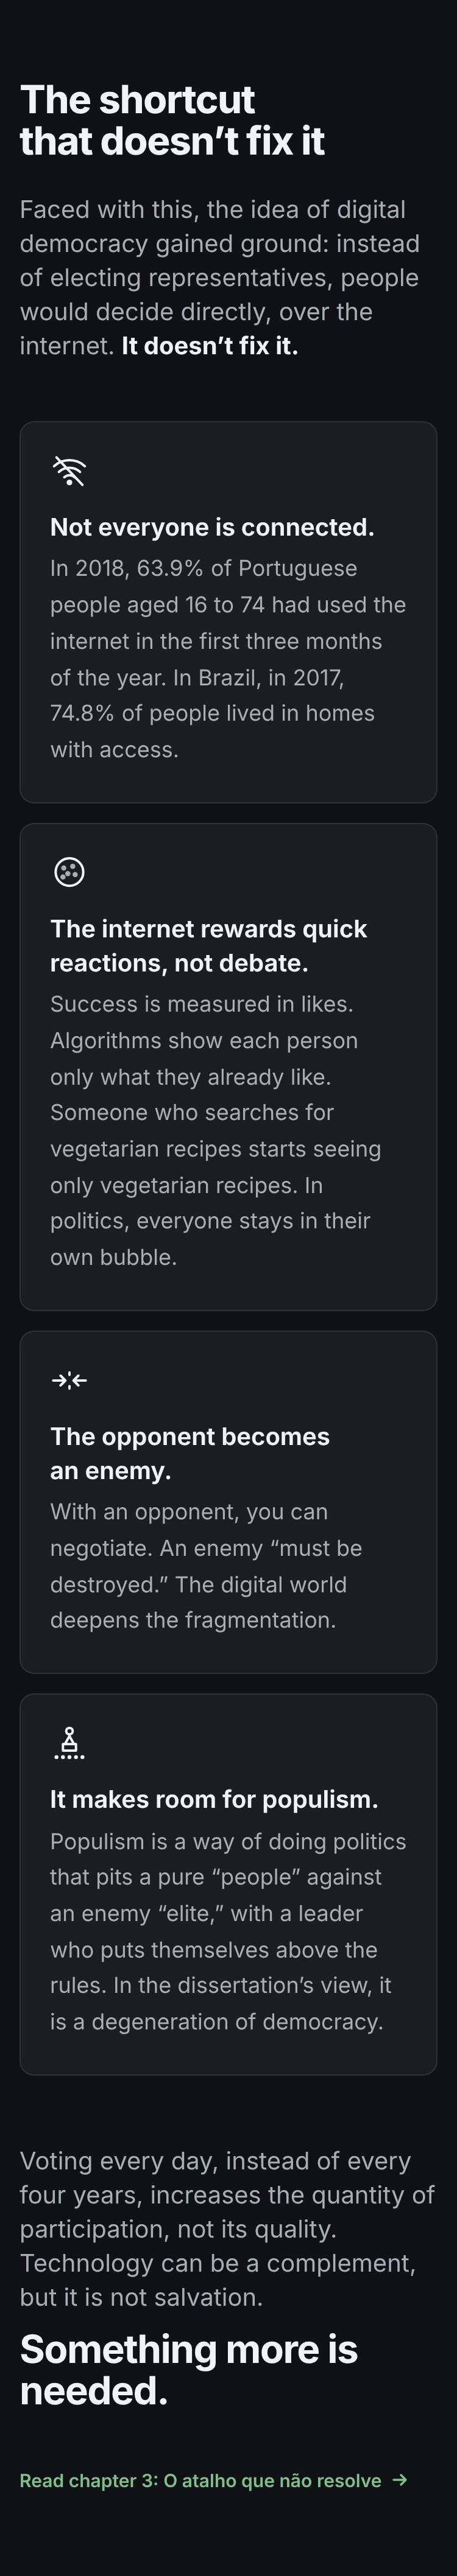 The shortcut
that doesn’t fix it
Faced with this, the idea of digital
democracy gained ground: instead
of electing representatives, people
would decide directly, over the
internet. It doesn’t fix it.
Not everyone is connected.
In 2018, 63.9% of Portuguese
people aged 16 to 74 had used the
internet in the first three months
of the year. In Brazil, in 2017,
74.8% of people lived in homes
with access.
The internet rewards quick
reactions, not debate.
Success is measured in likes.
Algorithms show each person
only what they already like.
Someone who searches for
vegetarian recipes starts seeing
only vegetarian recipes. In
politics, everyone stays in their
own bubble.
The opponent becomes
an enemy.
With an opponent, you can
negotiate. An enemy “must be
destroyed.” The digital world
deepens the fragmentation.
It makes room for populism.
Populism is a way of doing politics
that pits a pure “people” against
an enemy “elite,” with a leader
who puts themselves above the
rules. In the dissertation’s view, it
is a degeneration of democracy.
Voting every day, instead of every
four years, increases the quantity of
participation, not its quality.
Technology can be a complement,
but it is not salvation.
Something more is
needed.
Read chapter 3: O atalho que não resolve →